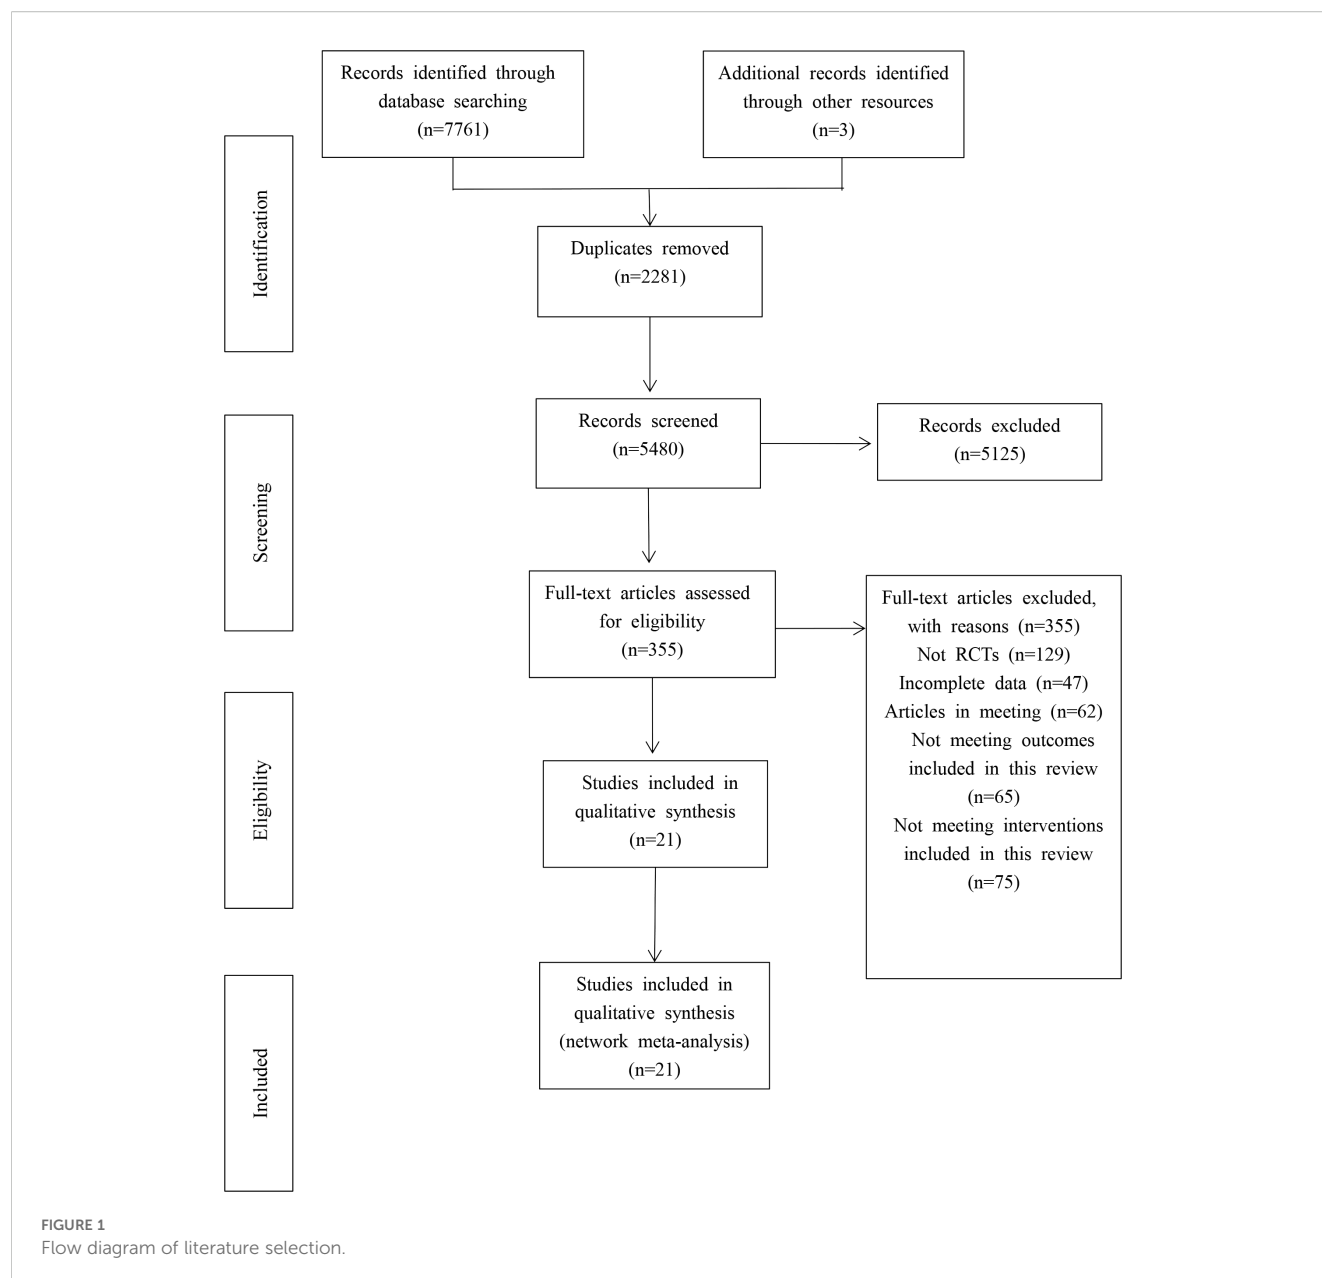 Records identified through
database searching
(n=7761)
Additional records identified
through other resources
(n=3)
Identification
Duplicates removed
(n=2281)
Screening
Records screened
(n=5480)
Records excluded
(n=5125)
Full-text articles assessed
for eligibility
(n=355)
Full-text articles excluded,
with reasons (n=355)
Not RCTs (n=129)
Incomplete data (n=47)
Articles in meeting (n=62)
Not meeting outcomes
included in this review
(n=65)
Not meeting interventions
included in this review
(n=75)
Eligibility
Studies included in
qualitative synthesis
(n=21)
Included
Studies included in
qualitative synthesis
(network meta-analysis)
(n=21)
FIGURE 1
Flow diagram of literature selection.